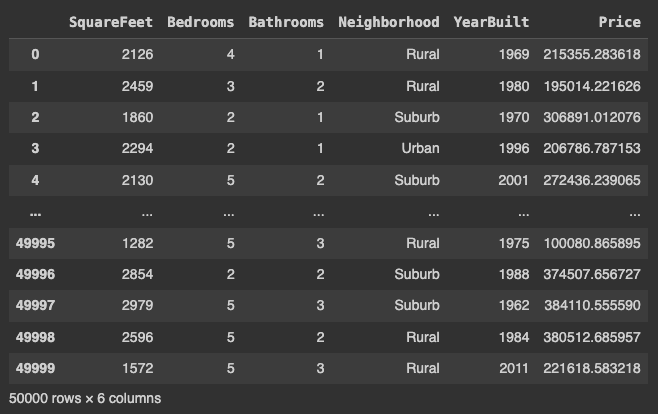 SquareFeet Bedrooms Bathrooms Neighborhood YearBuilt Price
0 2126 4 1 Rural 1969 215355.283618
1 2459 3 2 Rural 1980 195014.221626
2 1860 2 1 Suburb 1970 306891.012076
3 2294 2 1 Urban 1996 206786.787153
4 2130 5 2 Suburb 2001 272436.239065
... ... ... ... ... ... ...
49995 1282 5 3 Rural 1975 100080.865895
49996 2854 2 2 Suburb 1988 374507.656727
49997 2979 5 3 Suburb 1962 384110.555590
49998 2596 5 2 Rural 1984 380512.685957
49999 1572 5 3 Rural 2011 221618.583218
50000 rows × 6 columns